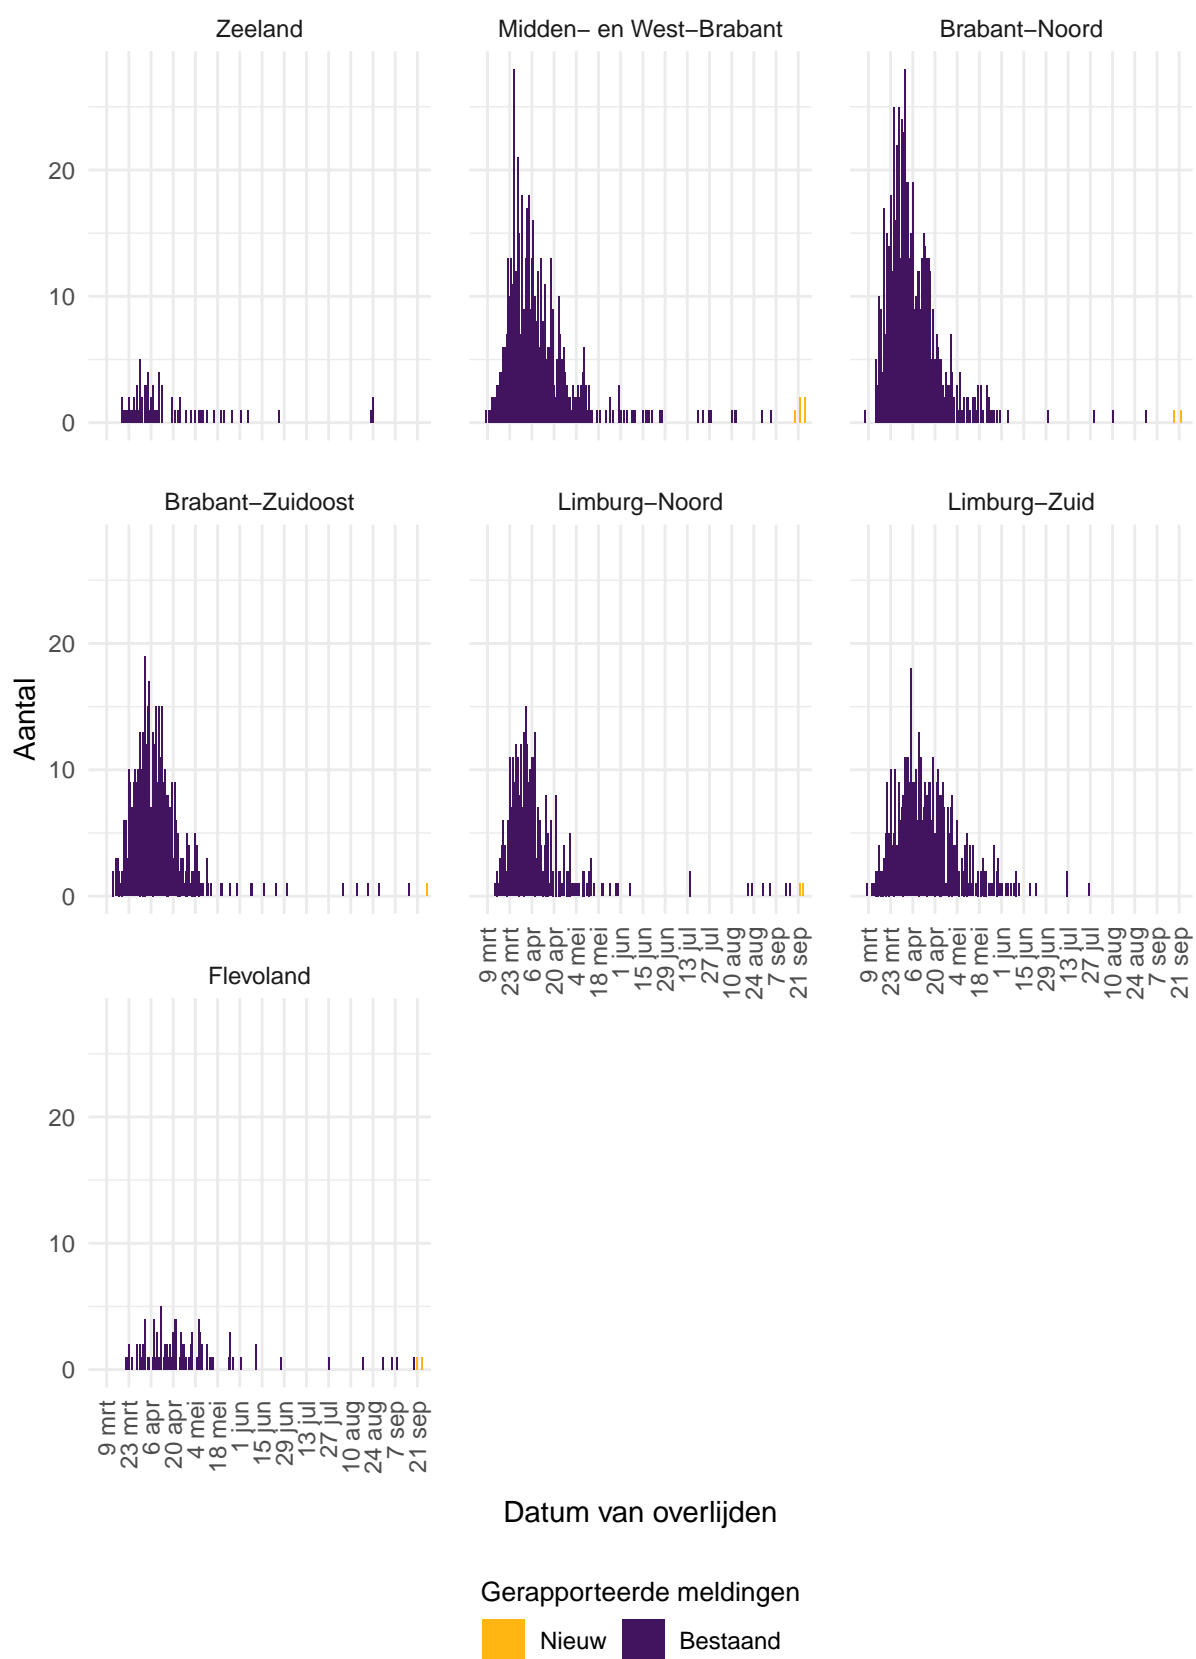 Zeeland Midden− en West−Brabant Brabant−Noord
20
10
0
Brabant−Zuidoost Limburg−Noord Limburg−Zuid
20
10
0
Aantal
9 mrt 23 mrt 6 apr 20 apr 4 mei 18 mei 1 jun 15 jun 29 jun 13 jul 27 jul 10 aug 24 aug 7 sep 21 sep
9 mrt 23 mrt 6 apr 20 apr 4 mei 18 mei 1 jun 15 jun 29 jun 13 jul 27 jul 10 aug 24 aug 7 sep 21 sep
Flevoland
20
10
0
9 mrt 23 mrt 6 apr 20 apr 4 mei 18 mei 1 jun 15 jun 29 jun 13 jul 27 jul 10 aug 24 aug 7 sep 21 sep
Datum van overlijden
Gerapporteerde meldingen
Nieuw Bestaand